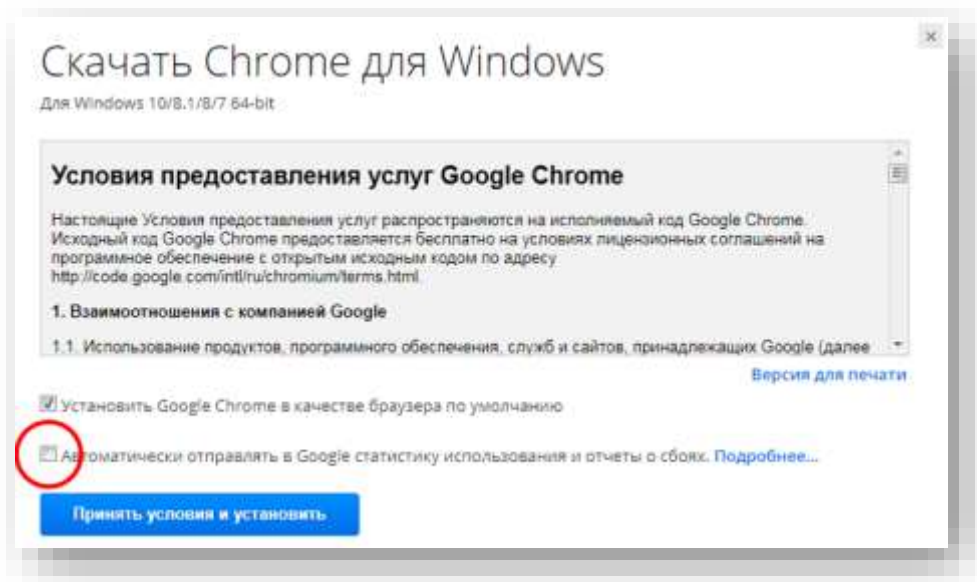 Скачать Chrome для Windows
Для Windows 10/8.1/8/7 64-bit
Условия предоставления услуг Google Chrome
Настоящие Условия предоставления услуг распространяются на исполняемый код Google Chrome.
Исходный код Google Chrome предоставляется бесплатно на условиях лицензионных соглашений на
программное обеспечение с открытым исходным кодом по адресу
http://code.google.com/intl/ru/chromium/terms.html.
1. Взаимоотношения с компанией Google
1.1. Использование продуктов, программного обеспечения, служб и сайтов, принадлежащих Google (далее
Версия для печати
Установить Google Chrome в качестве браузера по умолчанию
Автоматически отправлять в Google статистику использования и отчеты о сбоях. Подробнее...
Принять условия и установить